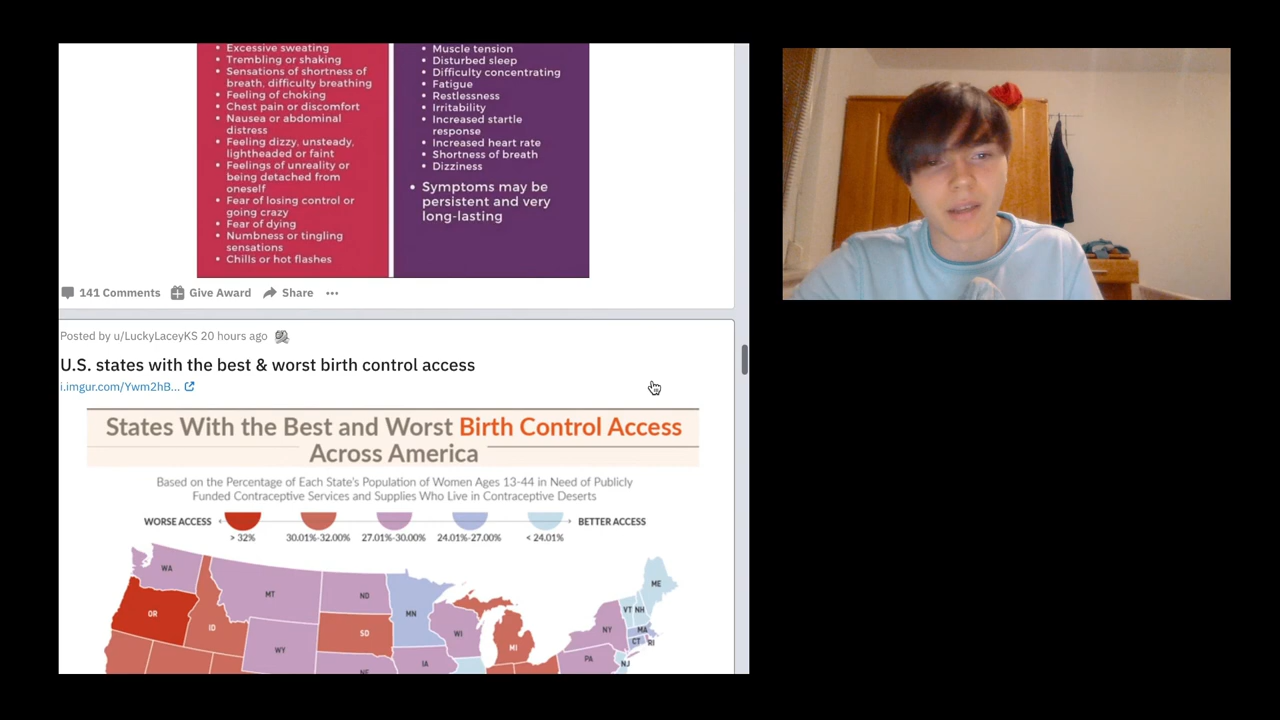 Excessive sweating
Trembling or shaking
Sensations of shortness of
breath, difficulty breathing
Feeling of choking
Chest pain or discomfort
Nausea or abdominal
distress
Feeling dizzy, unsteady,
lightheaded or faint
Feelings of unreality or
being detached from
oneself
Fear of losing control or
going crazy
Fear of dying
Numbness or tingling
sensations
Chills or hot flashes
Muscle tension
Disturbed sleep
Difficulty concentrating
Fatigue
Restlessness
Irritability
Increased startle
response
Increased heart rate
Shortness of breath
Dizziness
Symptoms may be
persistent and very
long-lasting
141 Comments Give Award Share
Posted by u/LuckyLaceyKS 20 hours ago
U.S. states with the best & worst birth control access
i.imgur.com/Ywm2hB...
States With the Best and Worst Birth Control Access
Across America
Based on the Percentage of Each State's Population of Women Ages 13-44 in Need of Publicly
Funded Contraceptive Services and Supplies Who Live in Contraceptive Deserts
WORSE ACCESS BETTER ACCESS
> 32% 30.01%-32.00% 27.01%-30.00% 24.01%-27.00% < 24.01%
WA
ME
MT
ND
OR
MN
VT NH
ID
SD
WI
NY
MA
CT RI
WY
MI
PA
IA
NJ
NE